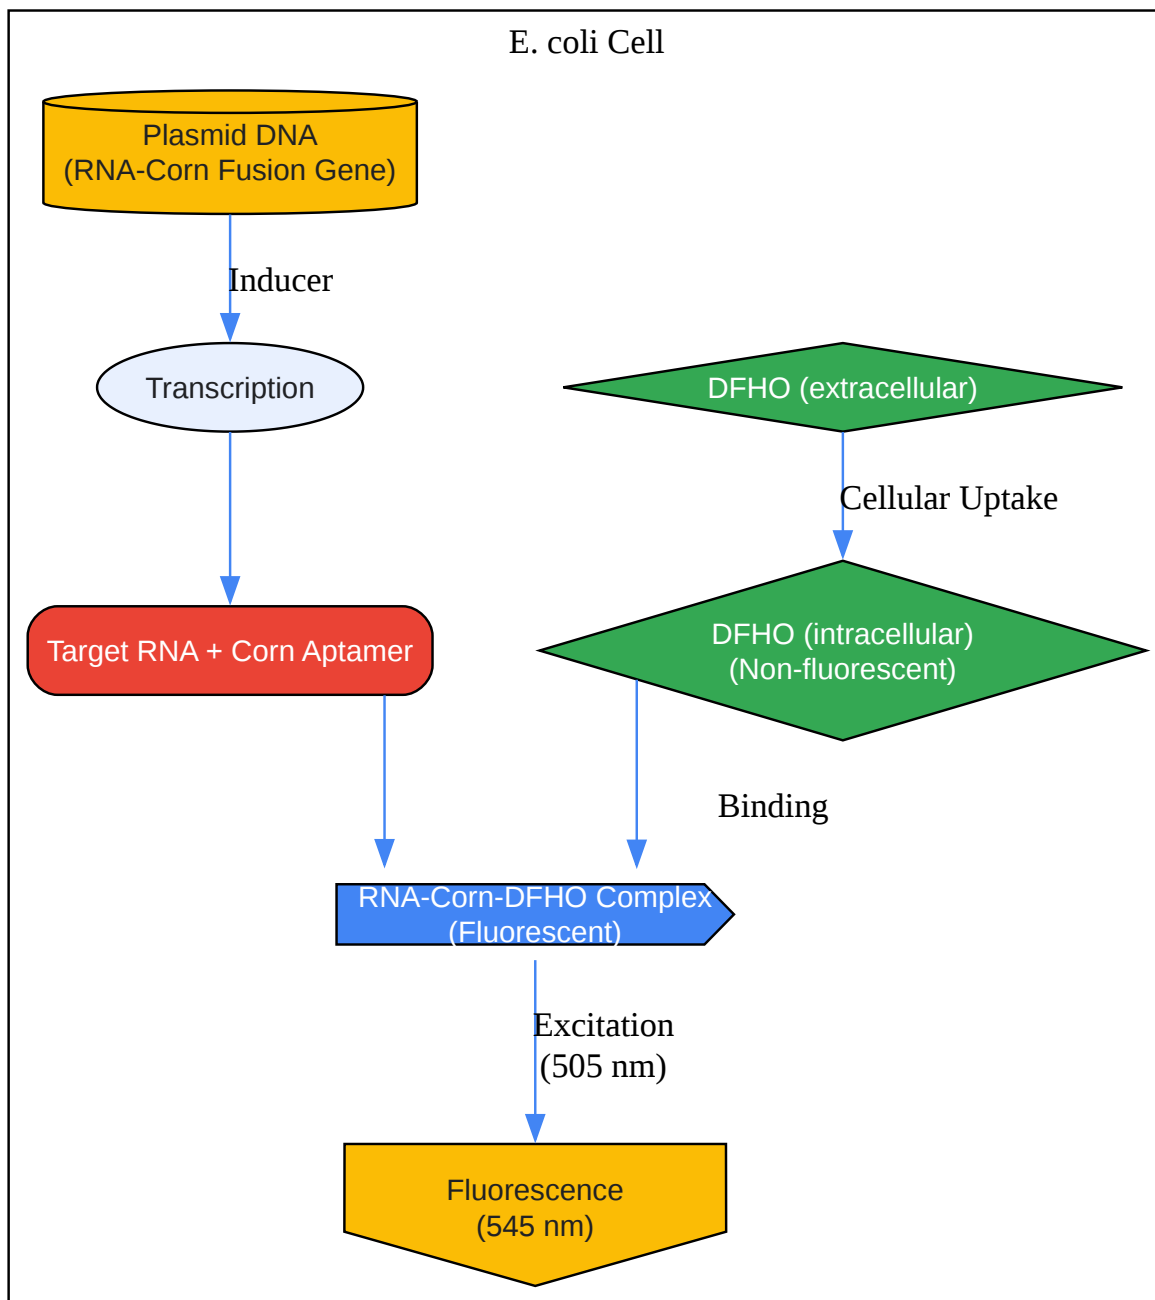 E. coli Cell
Plasmid DNA
(RNA-Corn Fusion Gene)
Inducer
Transcription
DFHO (extracellular)
Cellular Uptake
Target RNA + Corn Aptamer
DFHO (intracellular)
(Non-fluorescent)
Binding
RNA-Corn-DFHO Complex
(Fluorescent)
Excitation
(505 nm)
Fluorescence
(545 nm)